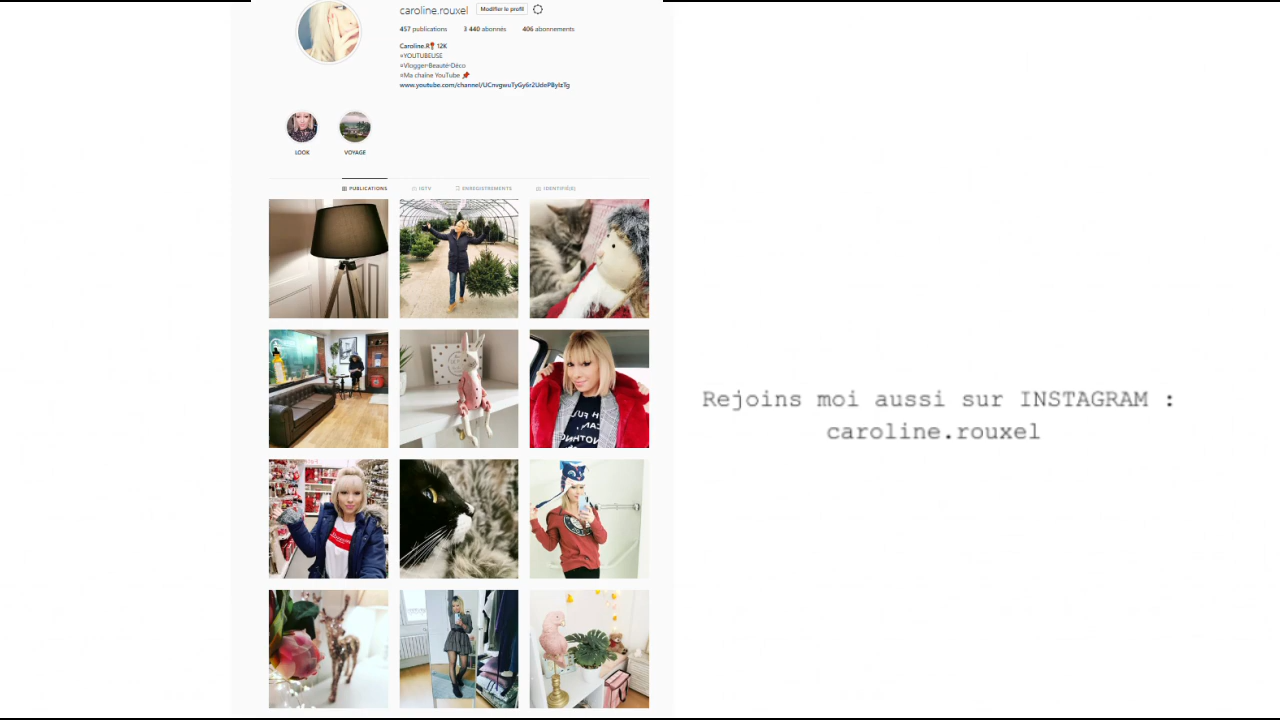 caroline.rouxel Modifier le profil
457 publications 3 440 abonnés 406 abonnements
Caroline.R 12K
¤YOUTUBEUSE
¤Vlogger-Beauté-Déco
¤Ma chaîne YouTube
LOOK VOYAGE
PUBLICATIONS IGTV ENREGISTREMENTS IDENTIFIÉ(E)
Rejoins moi aussi sur INSTAGRAM :
caroline.rouxel